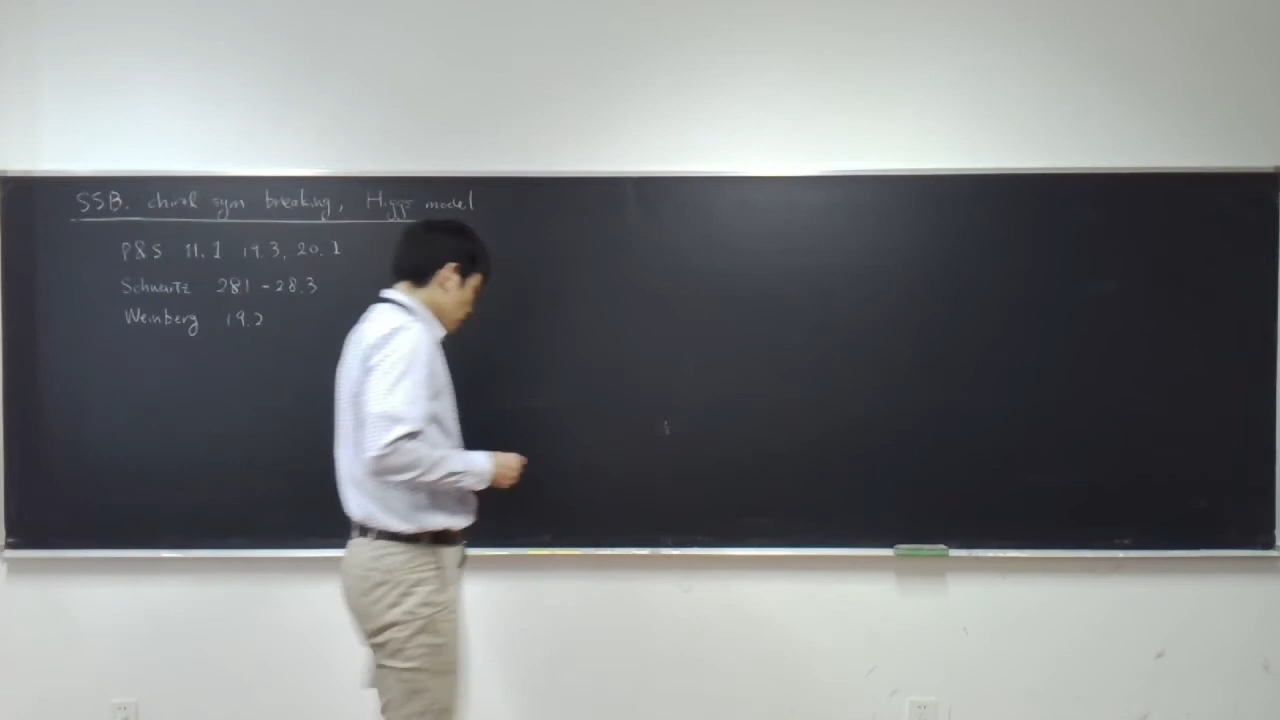 SSB. chiral sym breaking, Higgs model
P&S 11.1 19.3, 20.1
Schwartz 28.1 - 28.3
Weinberg 19.2